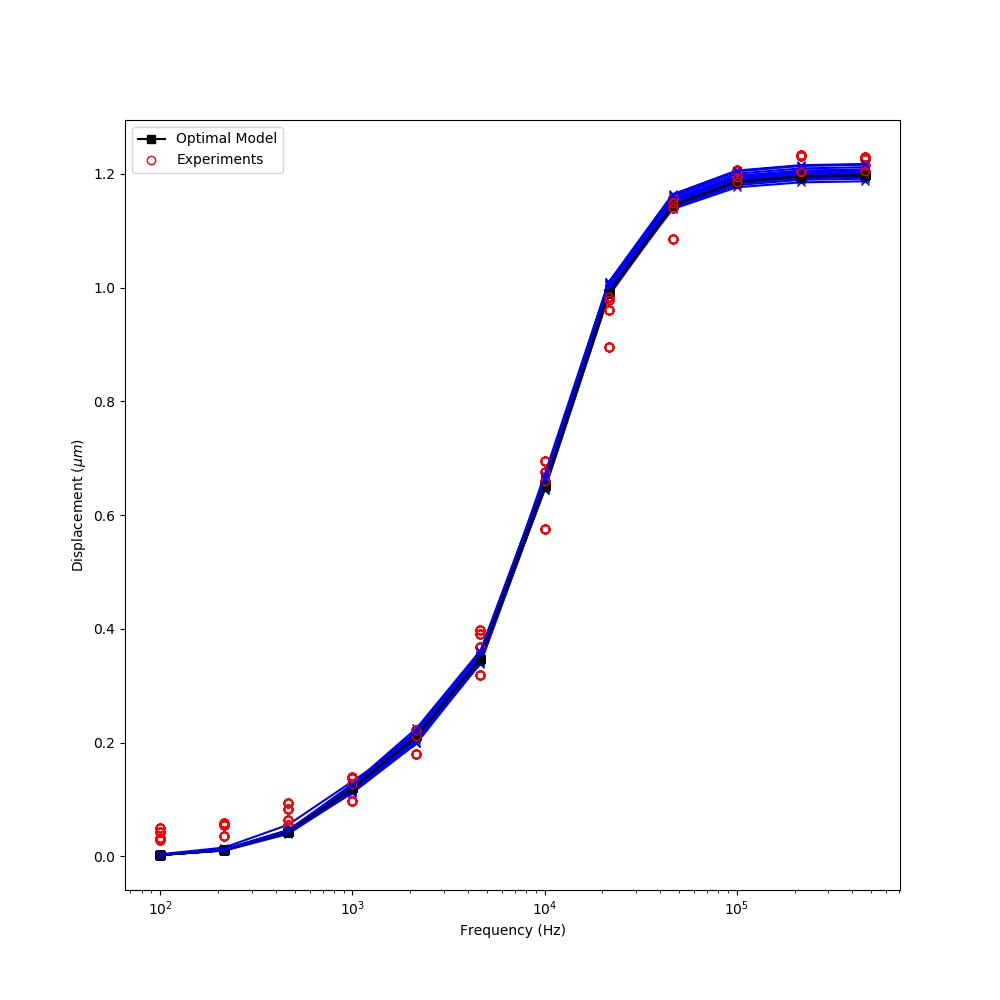 Optimal Model
Experiments
1.2
1.0
0.8
0.6
0.4
0.2
0.0
Displacement (μm)
10²
10³
10⁴
10⁵
Frequency (Hz)